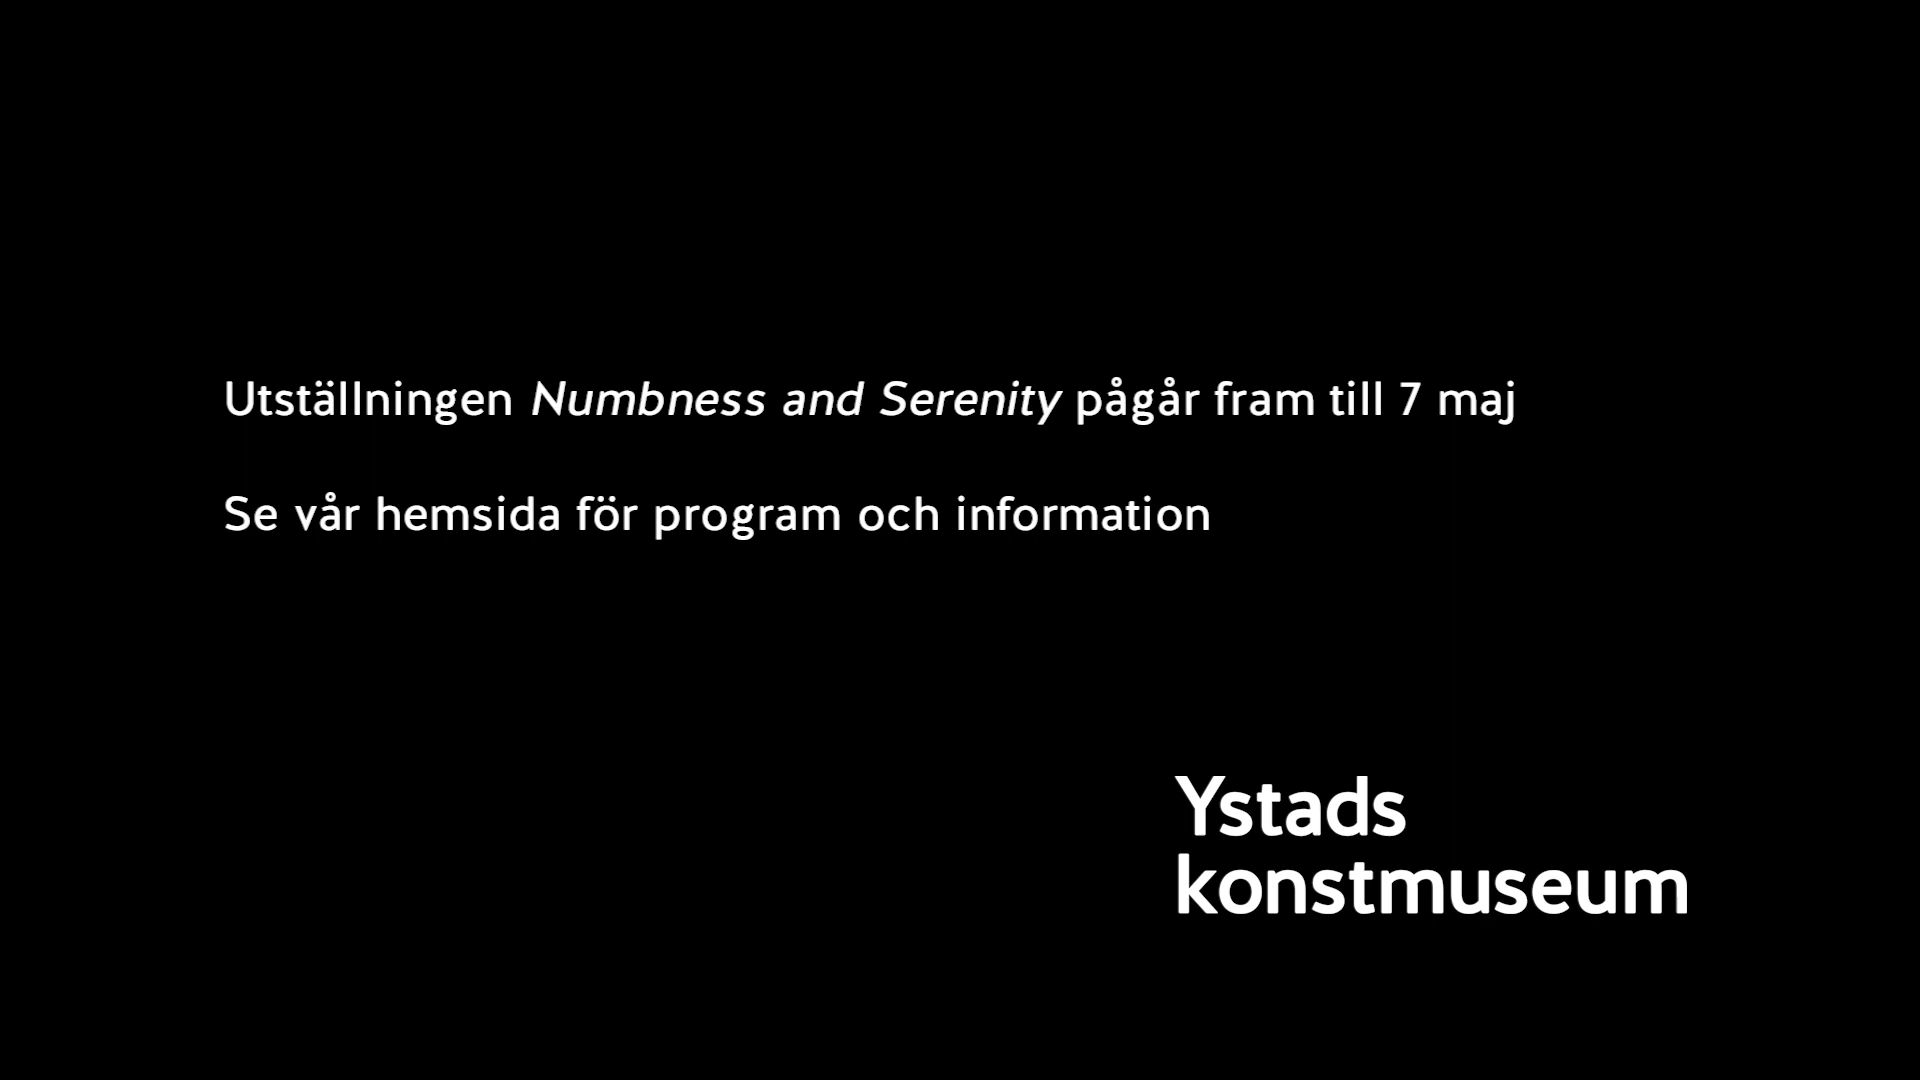 Utställningen Numbness and Serenity pågår fram till 7 maj
Se vår hemsida för program och information
Ystads
konstmuseum